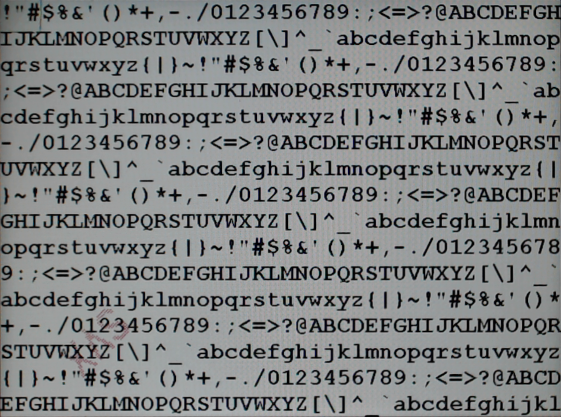 !"#$%&'()*+,-./0123456789:;<=>?@ABCDEFGH
IJKLMNOPQRSTUVWXYZ[\]^_`abcdefghijklmnop
qrstuvwxyz{|}~!"#$%&'()*+,-./0123456789:
;<=>?@ABCDEFGHIJKLMNOPQRSTUVWXYZ[\]^_`ab
cdefghijklmnopqrstuvwxyz{|}~!"#$%&'()*+,
-./0123456789:;<=>?@ABCDEFGHIJKLMNOPQRST
UVWXYZ[\]^_`abcdefghijklmnopqrstuvwxyz{|
}~!"#$%&'()*+,-./0123456789:;<=>?@ABCDEF
GHIJKLMNOPQRSTUVWXYZ[\]^_`abcdefghijklmn
opqrstuvwxyz{|}~!"#$%&'()*+,-./012345678
9:;<=>?@ABCDEFGHIJKLMNOPQRSTUVWXYZ[\]^_`
abcdefghijklmnopqrstuvwxyz{|}~!"#$%&'()*
+,-./0123456789:;<=>?@ABCDEFGHIJKLMNOPQR
STUVWXYZ[\]^_`abcdefghijklmnopqrstuvwxyz
{|}~!"#$%&'()*+,-./0123456789:;<=>?@ABCD
EFGHIJKLMNOPQRSTUVWXYZ[\]^_`abcdefghijkl